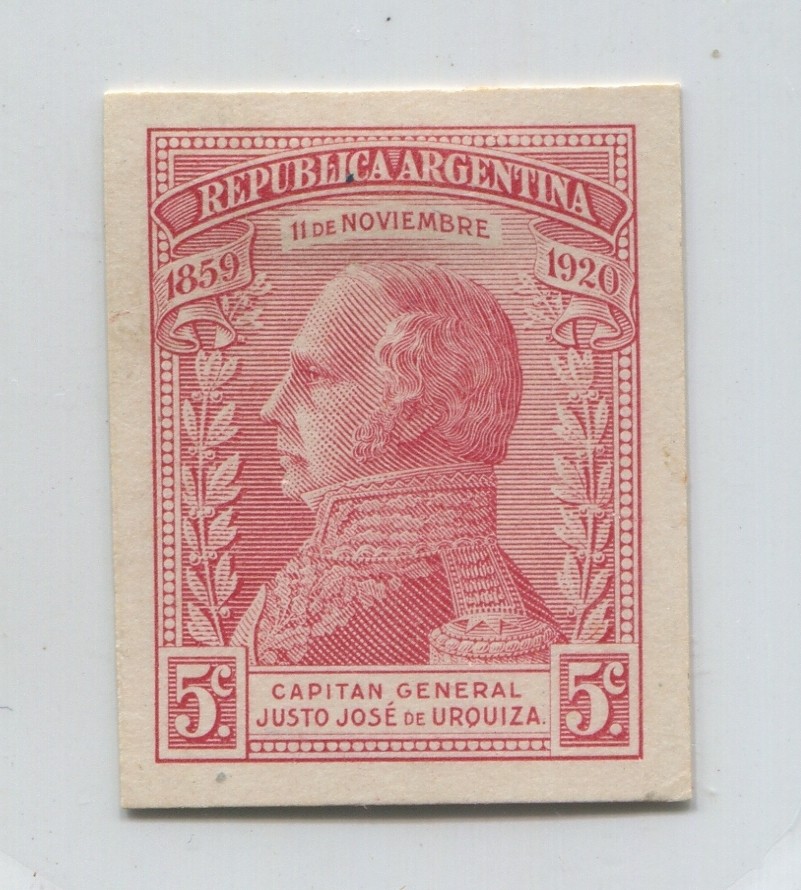 REPUBLICA ARGENTINA
11 DE NOVIEMBRE
1859
1920
5c.
CAPITAN GENERAL
JUSTO JOSÉ DE URQUIZA.
5c.